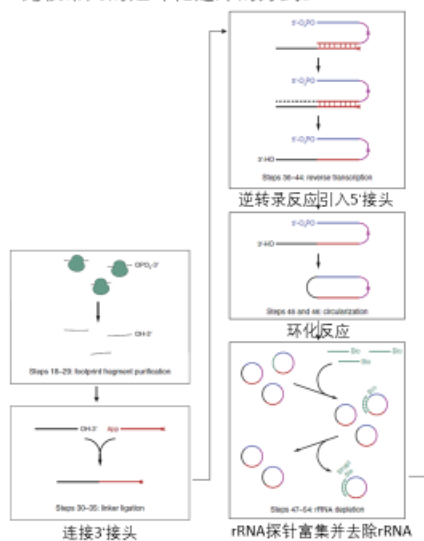 OPO₃-3'
OH-3'
Steps 18–29: footprint fragment purification
OH-3' App
Steps 30–35: linker ligation
连接3'接头
5'-O₃PO
5'-O₃PO
5'-O₃PO
3'-HO
Steps 36–44: reverse transcription
逆转录反应引入5'接头
5'-O₃PO
3'-HO
Steps 45 and 46: circularization
环化反应
Bio
Bio
Bio
Steps 47–54: rRNA depletion
rRNA探针富集并去除rRNA